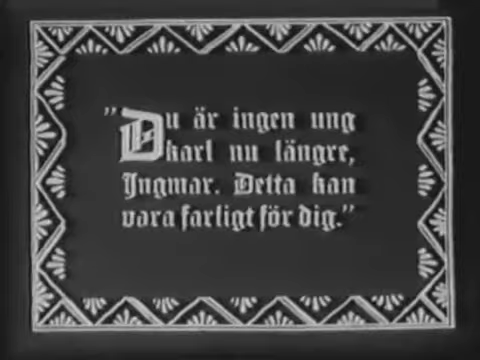 "Du är ingen ung
karl nu längre,
Ingmar. Detta kan
vara farligt för dig."